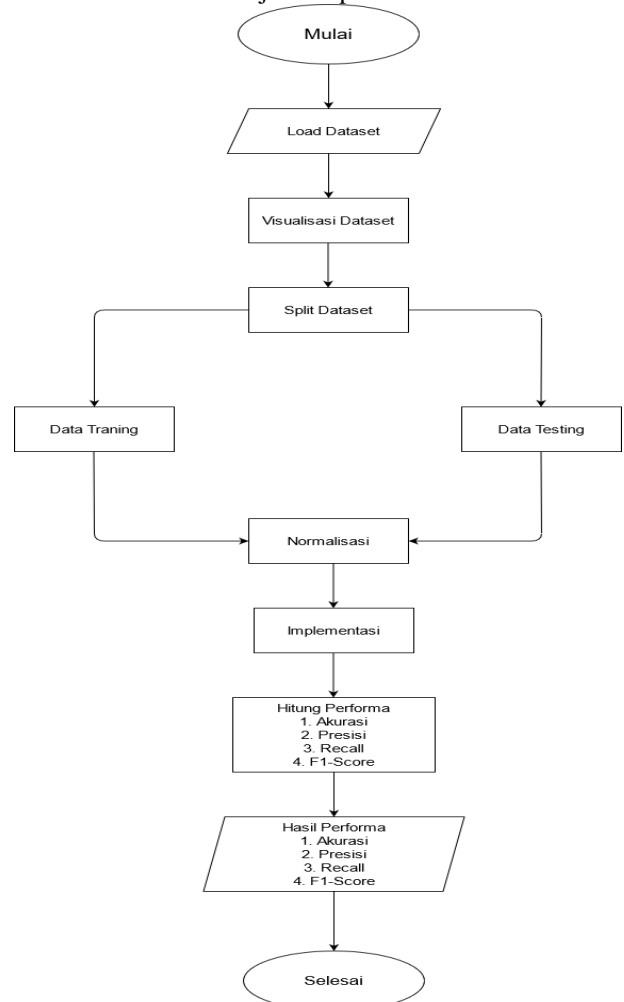 Mulai
Load Dataset
Visualisasi Dataset
Split Dataset
Data Traning
Data Testing
Normalisasi
Implementasi
Hitung Performa
1. Akurasi
2. Presisi
3. Recall
4. F1-Score
Hasil Performa
1. Akurasi
2. Presisi
3. Recall
4. F1-Score
Selesai